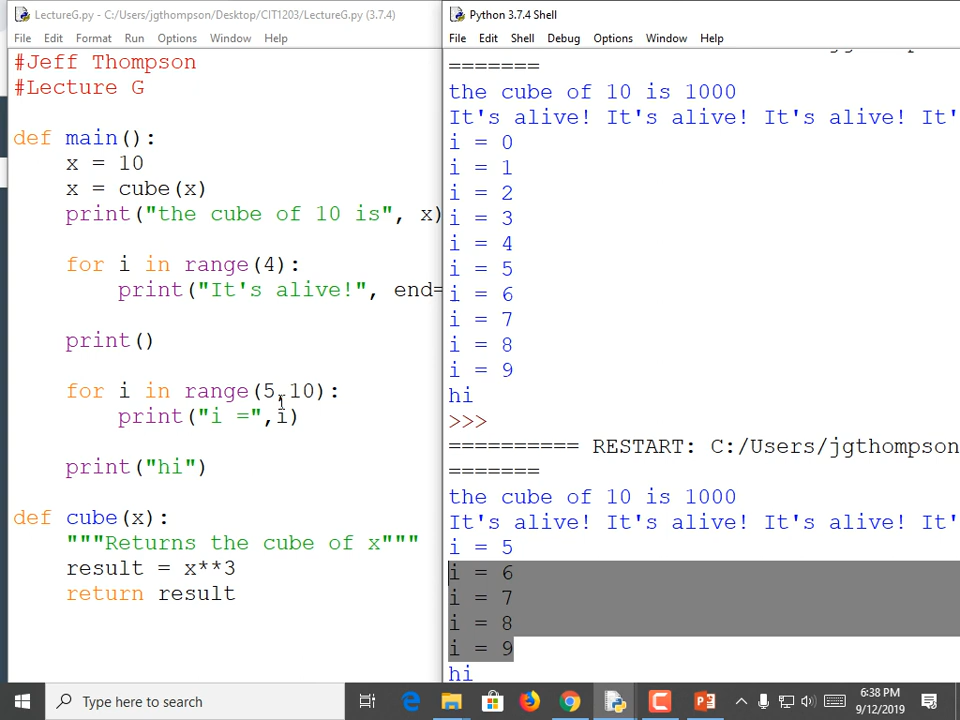 LectureG.py - C:/Users/jgthompson/Desktop/CIT1203/LectureG.py (3.7.4)
File Edit Format Run Options Window Help
#Jeff Thompson
#Lecture G
def main():
x = 10
x = cube(x)
print("the cube of 10 is", x)
for i in range(4):
print("It's alive!", end=
print()
for i in range(5,10):
print("i =",i)
print("hi")
def cube(x):
"""Returns the cube of x"""
result = x**3
return result
Python 3.7.4 Shell
File Edit Shell Debug Options Window Help
=======
the cube of 10 is 1000
It's alive! It's alive! It's alive! It'
i = 0
i = 1
i = 2
i = 3
i = 4
i = 5
i = 6
i = 7
i = 8
i = 9
hi
>>>
========== RESTART: C:/Users/jgthompson
=======
the cube of 10 is 1000
It's alive! It's alive! It's alive! It'
i = 5
i = 6
i = 7
i = 8
i = 9
hi
Type here to search
6:38 PM
9/12/2019